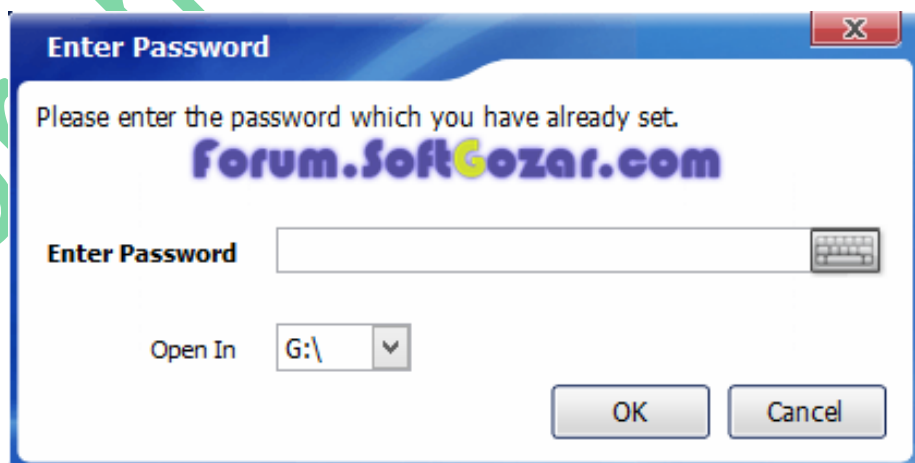 Enter Password
Please enter the password which you have already set.
Forum.SoftGozar.com
Enter Password
Open In G:\
OK Cancel